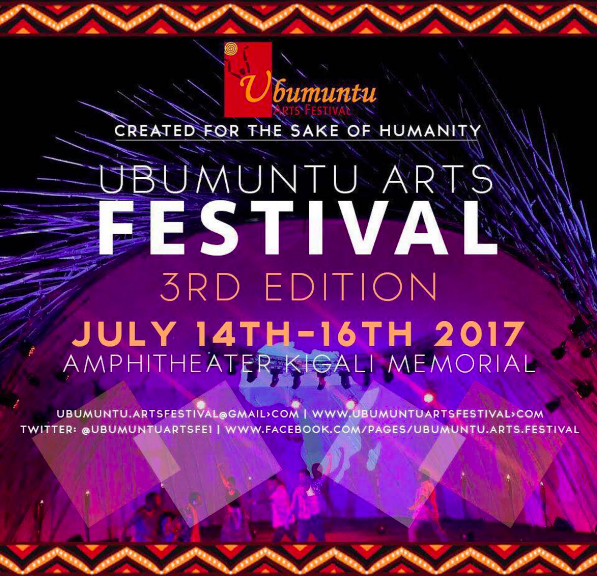 Ubumuntu
ARTS FESTIVAL
CREATED FOR THE SAKE OF HUMANITY
UBUMUNTU ARTS
FESTIVAL
3RD EDITION
JULY 14TH-16TH 2017
AMPHITHEATER KIGALI MEMORIAL
UBUMUNTU.ARTSFESTIVAL@GMAIL>COM | WWW.UBUMUNTUARTSFESTIVAL>COM
TWITTER: @UBUMUNTUARTSFE1 | WWW.FACEBOOK.COM/PAGES/UBUMUNTU.ARTS.FESTIVAL